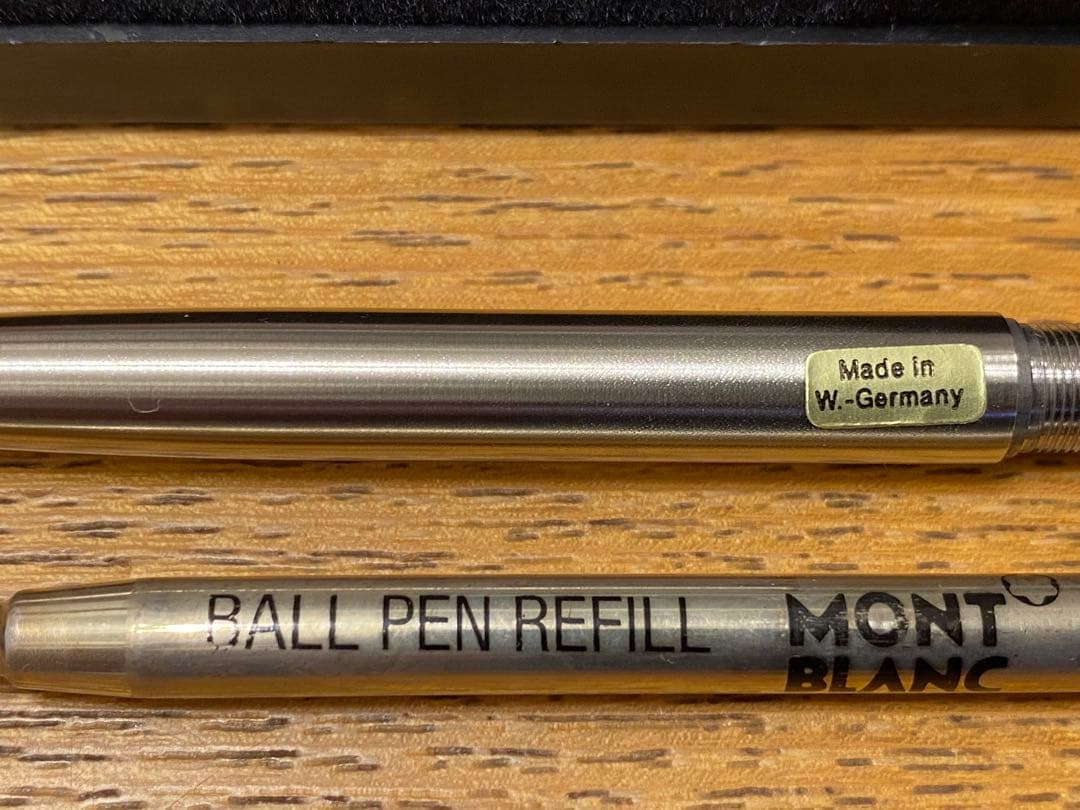 Made in
W.-Germany
BALL PEN REFILL
MONT
BLANC